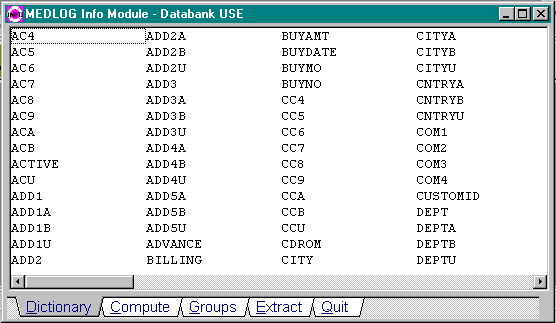 MEDLOG Info Module - Databank USE
AC4 ADD2A BUYAMT CITYA
AC5 ADD2B BUYDATE CITYB
AC6 ADD2U BUYMO CITYU
AC7 ADD3 BUYNO CNTRYA
AC8 ADD3A CC4 CNTRYB
AC9 ADD3B CC5 CNTRYU
ACA ADD3U CC6 COM1
ACB ADD4A CC7 COM2
ACTIVE ADD4B CC8 COM3
ACU ADD4U CC9 COM4
ADD1 ADD5A CCA CUSTOMID
ADD1A ADD5B CCB DEPT
ADD1B ADD5U CCU DEPTA
ADD1U ADVANCE CDROM DEPTB
ADD2 BILLING CITY DEPTU
Dictionary Compute Groups Extract Quit